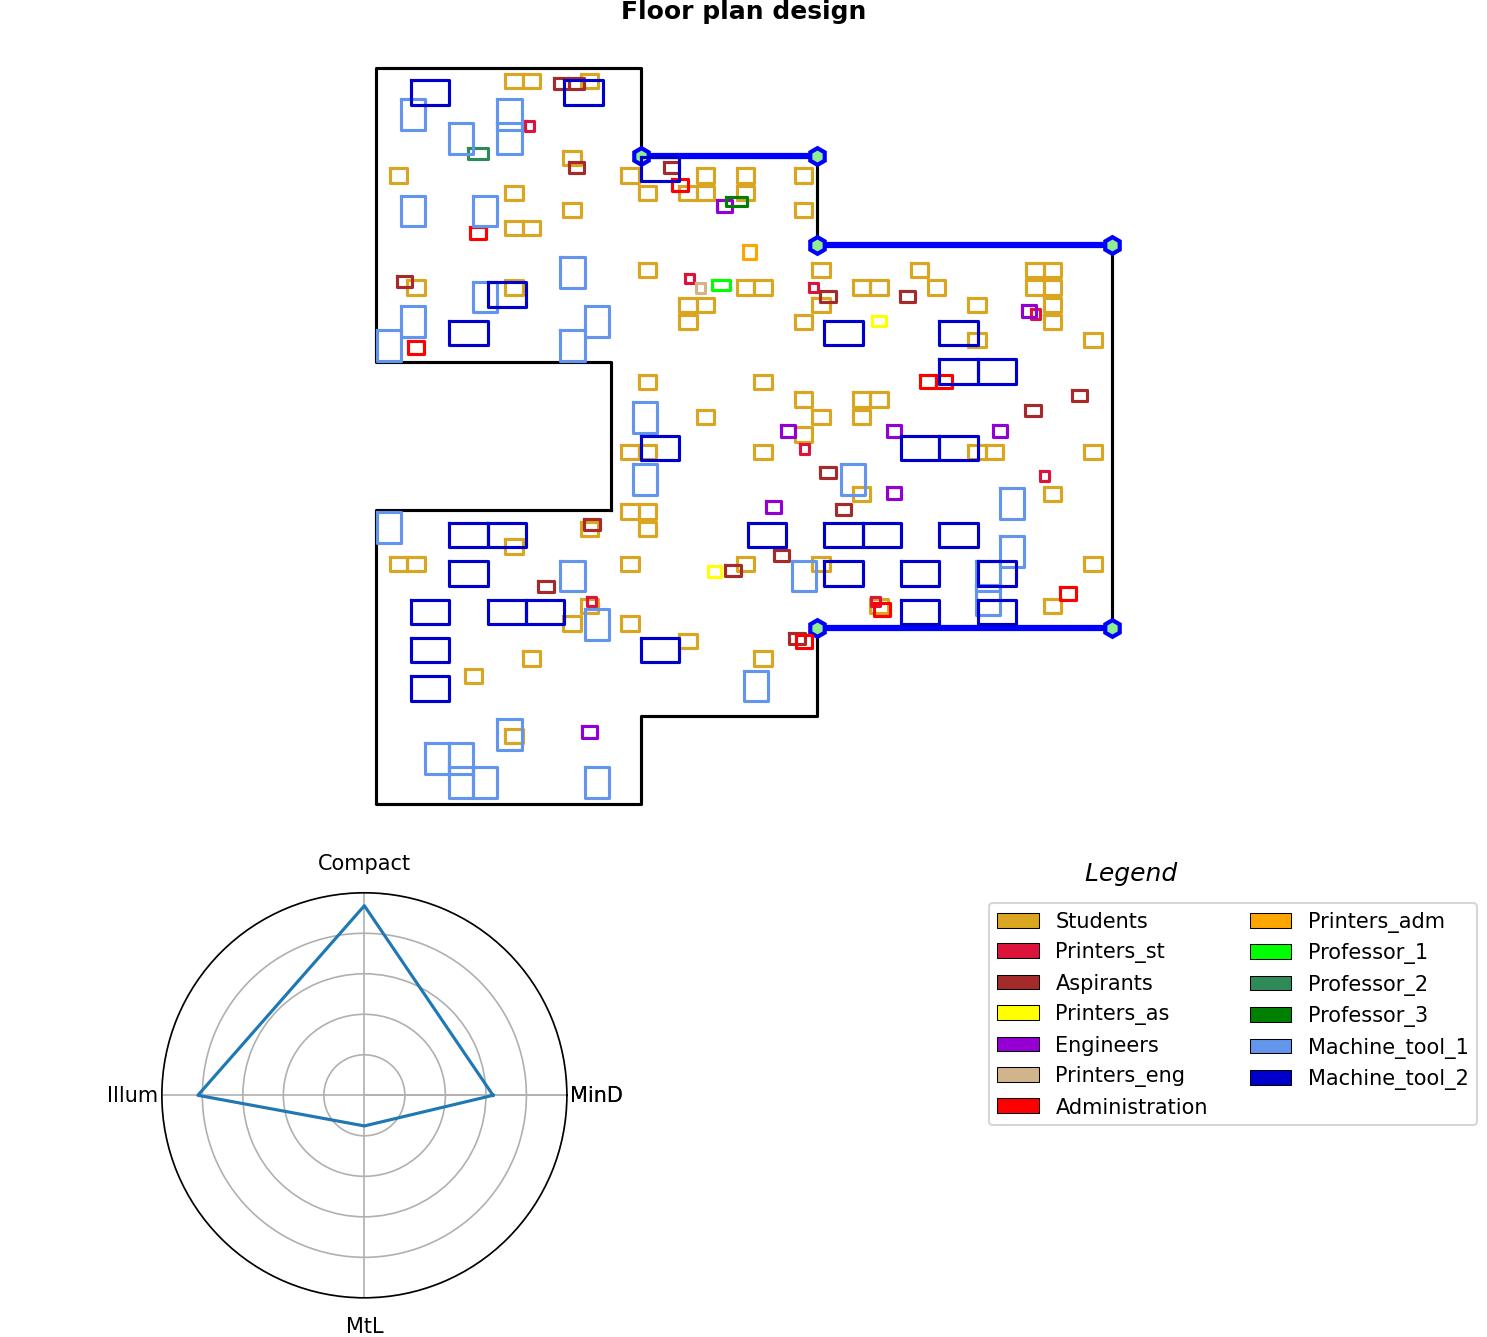 Floor plan design
Compact
Illum
MinD
MtL
Legend
Students
Printers_st
Aspirants
Printers_as
Engineers
Printers_eng
Administration
Printers_adm
Professor_1
Professor_2
Professor_3
Machine_tool_1
Machine_tool_2